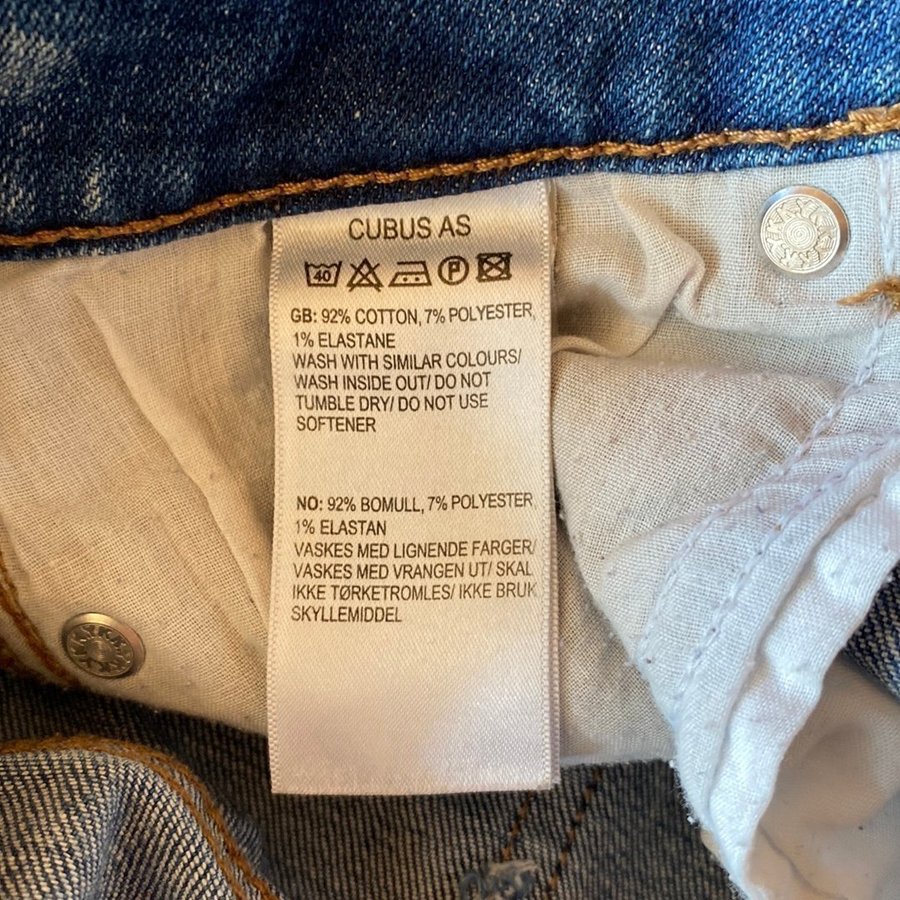 CUBUS AS
40 P
GB: 92% COTTON, 7% POLYESTER,
1% ELASTANE
WASH WITH SIMILAR COLOURS/
WASH INSIDE OUT/ DO NOT
TUMBLE DRY/ DO NOT USE
SOFTENER
NO: 92% BOMULL, 7% POLYESTER
1% ELASTAN
VASKES MED LIGNENDE FARGER/
VASKES MED VRANGEN UT/ SKAL
IKKE TØRKETROMLES/ IKKE BRUK
SKYLLEMIDDEL